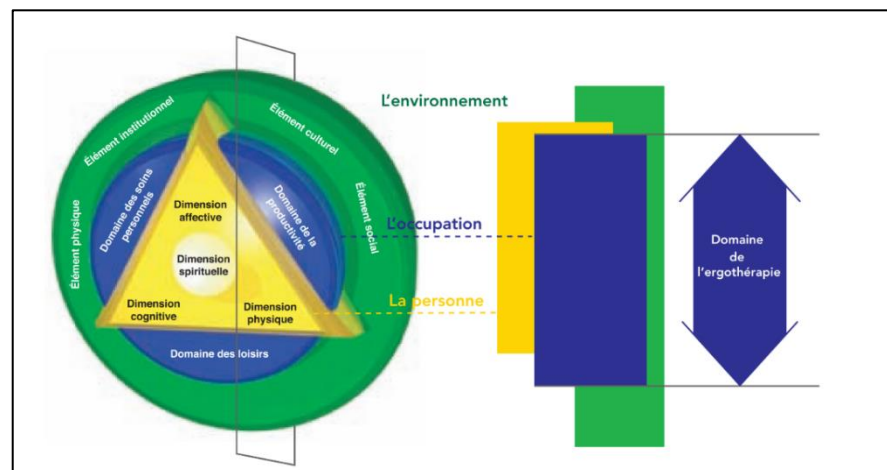 Élément institutionnel
Élément culturel
Élément physique
Élément social
Domaine des soins
personnels
Domaine de la
productivité
Dimension
affective
Dimension
spirituelle
Dimension
cognitive
Dimension
physique
Domaine des loisirs
L'environnement
L'occupation
La personne
Domaine
de
l'ergothérapie